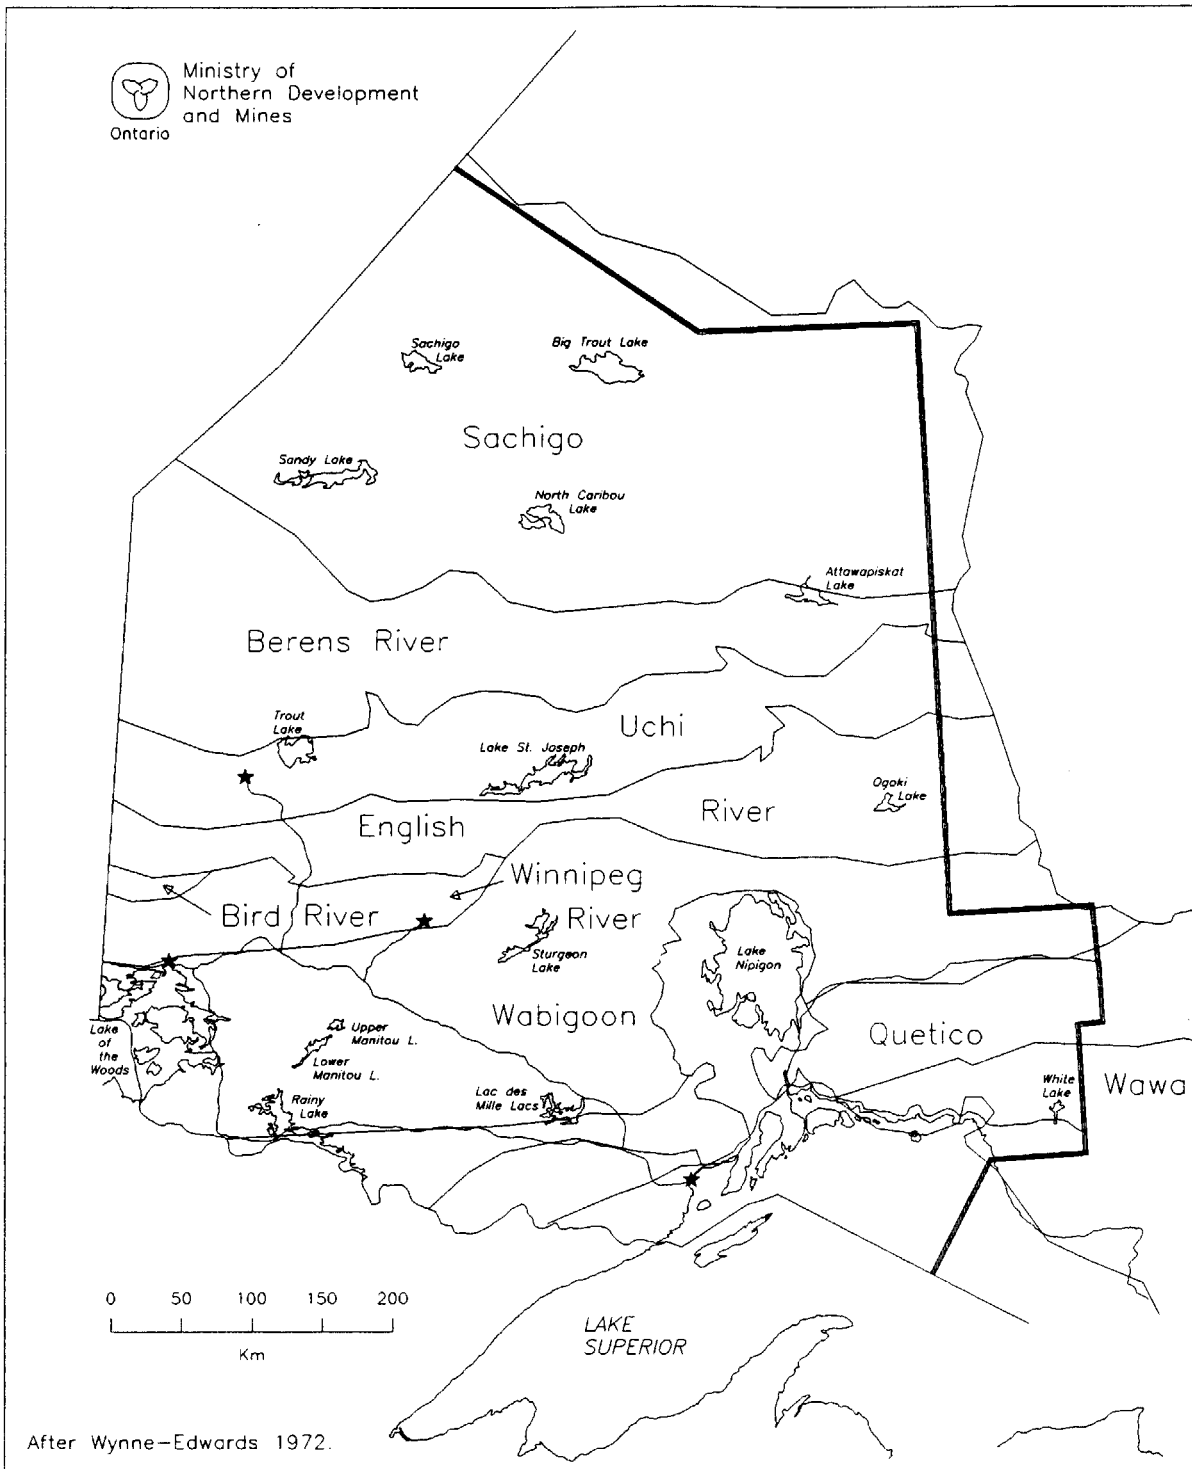 Ministry of
Northern Development
and Mines
Ontario
Sachigo
Lake
Big Trout Lake
Sachigo
Sandy Lake
North Caribou
Lake
Attawapiskat
Lake
Berens River
Trout
Lake
Uchi
Lake St. Joseph
Ogoki
Lake
English
River
Winnipeg
River
Bird River
Sturgeon
Lake
Lake
Nipigon
Wabigoon
Quetico
Lake
of
the
Woods
Upper
Manitou L.
Lower
Manitou L.
Rainy
Lake
Lac des
Mille Lacs
White
Lake
Wawa
0 50 100 150 200
Km
LAKE
SUPERIOR
After Wynne-Edwards 1972.